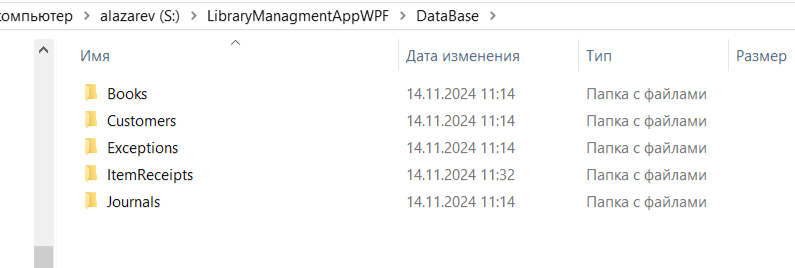 компьютер > alazarev (S:) > LibraryManagmentAppWPF > DataBase >
Имя Дата изменения Тип Размер
Books 14.11.2024 11:14 Папка с файлами
Customers 14.11.2024 11:14 Папка с файлами
Exceptions 14.11.2024 11:14 Папка с файлами
ItemReceipts 14.11.2024 11:32 Папка с файлами
Journals 14.11.2024 11:14 Папка с файлами